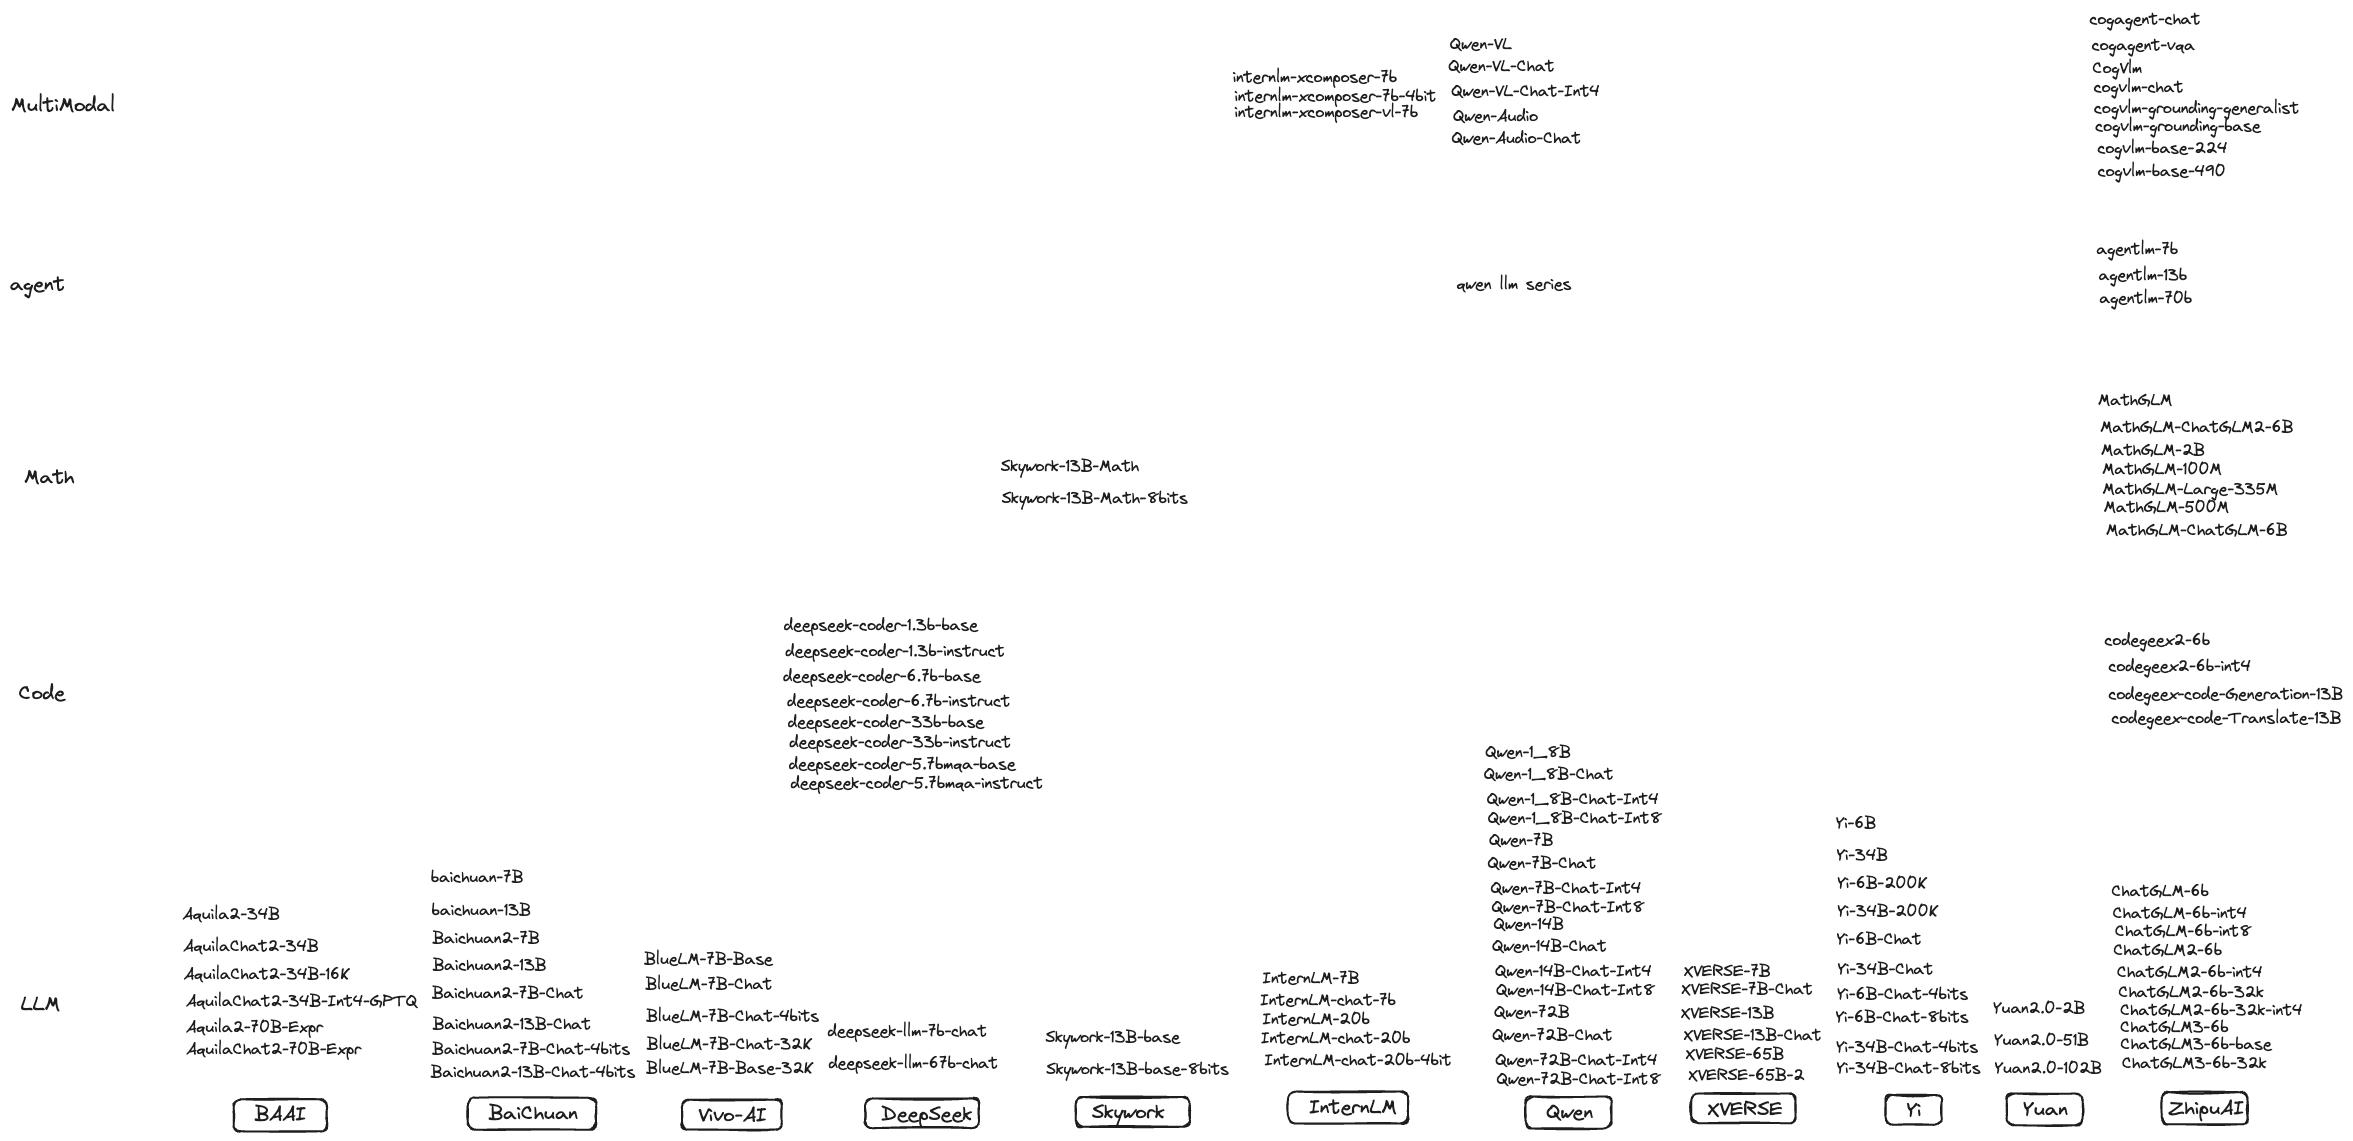 MultiModal
internlm-xcomposer-7b
internlm-xcomposer-7b-4bit
internlm-xcomposer-vl-7b
Qwen-VL
Qwen-VL-Chat
Qwen-VL-Chat-Int4
Qwen-Audio
Qwen-Audio-Chat
cogagent-chat
cogagent-vqa
CogVlm
cogvlm-chat
cogvlm-grounding-generalist
cogvlm-grounding-base
cogvlm-base-224
cogvlm-base-490
agent
qwen llm series
agentlm-7b
agentlm-13b
agentlm-70b
Math
Skywork-13B-Math
Skywork-13B-Math-8bits
MathGLM
MathGLM-ChatGLM2-6B
MathGLM-2B
MathGLM-100M
MathGLM-Large-335M
MathGLM-500M
MathGLM-ChatGLM-6B
Code
deepseek-coder-1.3b-base
deepseek-coder-1.3b-instruct
deepseek-coder-6.7b-base
deepseek-coder-6.7b-instruct
deepseek-coder-33b-base
deepseek-coder-33b-instruct
deepseek-coder-5.7bmqa-base
deepseek-coder-5.7bmqa-instruct
codegeex2-6b
codegeex2-6b-int4
codegeex-code-Generation-13B
codegeex-code-Translate-13B
LLM
Aquila2-34B
AquilaChat2-34B
AquilaChat2-34B-16K
AquilaChat2-34B-Int4-GPTQ
Aquila2-70B-Expr
AquilaChat2-70B-Expr
baichuan-7B
baichuan-13B
Baichuan2-7B
Baichuan2-13B
Baichuan2-7B-Chat
Baichuan2-13B-Chat
Baichuan2-7B-Chat-4bits
Baichuan2-13B-Chat-4bits
BlueLM-7B-Base
BlueLM-7B-Chat
BlueLM-7B-Chat-4bits
BlueLM-7B-Chat-32K
BlueLM-7B-Base-32K
deepseek-llm-7b-chat
deepseek-llm-67b-chat
Skywork-13B-base
Skywork-13B-base-8bits
InternLM-7B
InternLM-chat-7b
InternLM-20b
InternLM-chat-20b
InternLM-chat-20b-4bit
Qwen-1_8B
Qwen-1_8B-Chat
Qwen-1_8B-Chat-Int4
Qwen-1_8B-Chat-Int8
Qwen-7B
Qwen-7B-Chat
Qwen-7B-Chat-Int4
Qwen-7B-Chat-Int8
Qwen-14B
Qwen-14B-Chat
Qwen-14B-Chat-Int4
Qwen-14B-Chat-Int8
Qwen-72B
Qwen-72B-Chat
Qwen-72B-Chat-Int4
Qwen-72B-Chat-Int8
XVERSE-7B
XVERSE-7B-Chat
XVERSE-13B
XVERSE-13B-Chat
XVERSE-65B
XVERSE-65B-2
Yi-6B
Yi-34B
Yi-6B-200K
Yi-34B-200K
Yi-6B-Chat
Yi-34B-Chat
Yi-6B-Chat-4bits
Yi-6B-Chat-8bits
Yi-34B-Chat-4bits
Yi-34B-Chat-8bits
Yuan2.0-2B
Yuan2.0-51B
Yuan2.0-102B
ChatGLM-6b
ChatGLM-6b-int4
ChatGLM-6b-int8
ChatGLM2-6b
ChatGLM2-6b-int4
ChatGLM2-6b-32k
ChatGLM2-6b-32k-int4
ChatGLM3-6b
ChatGLM3-6b-base
ChatGLM3-6b-32k
BAAI
BaiChuan
Vivo-AI
DeepSeek
Skywork
InternLM
Qwen
XVERSE
Yi
Yuan
ZhipuAI